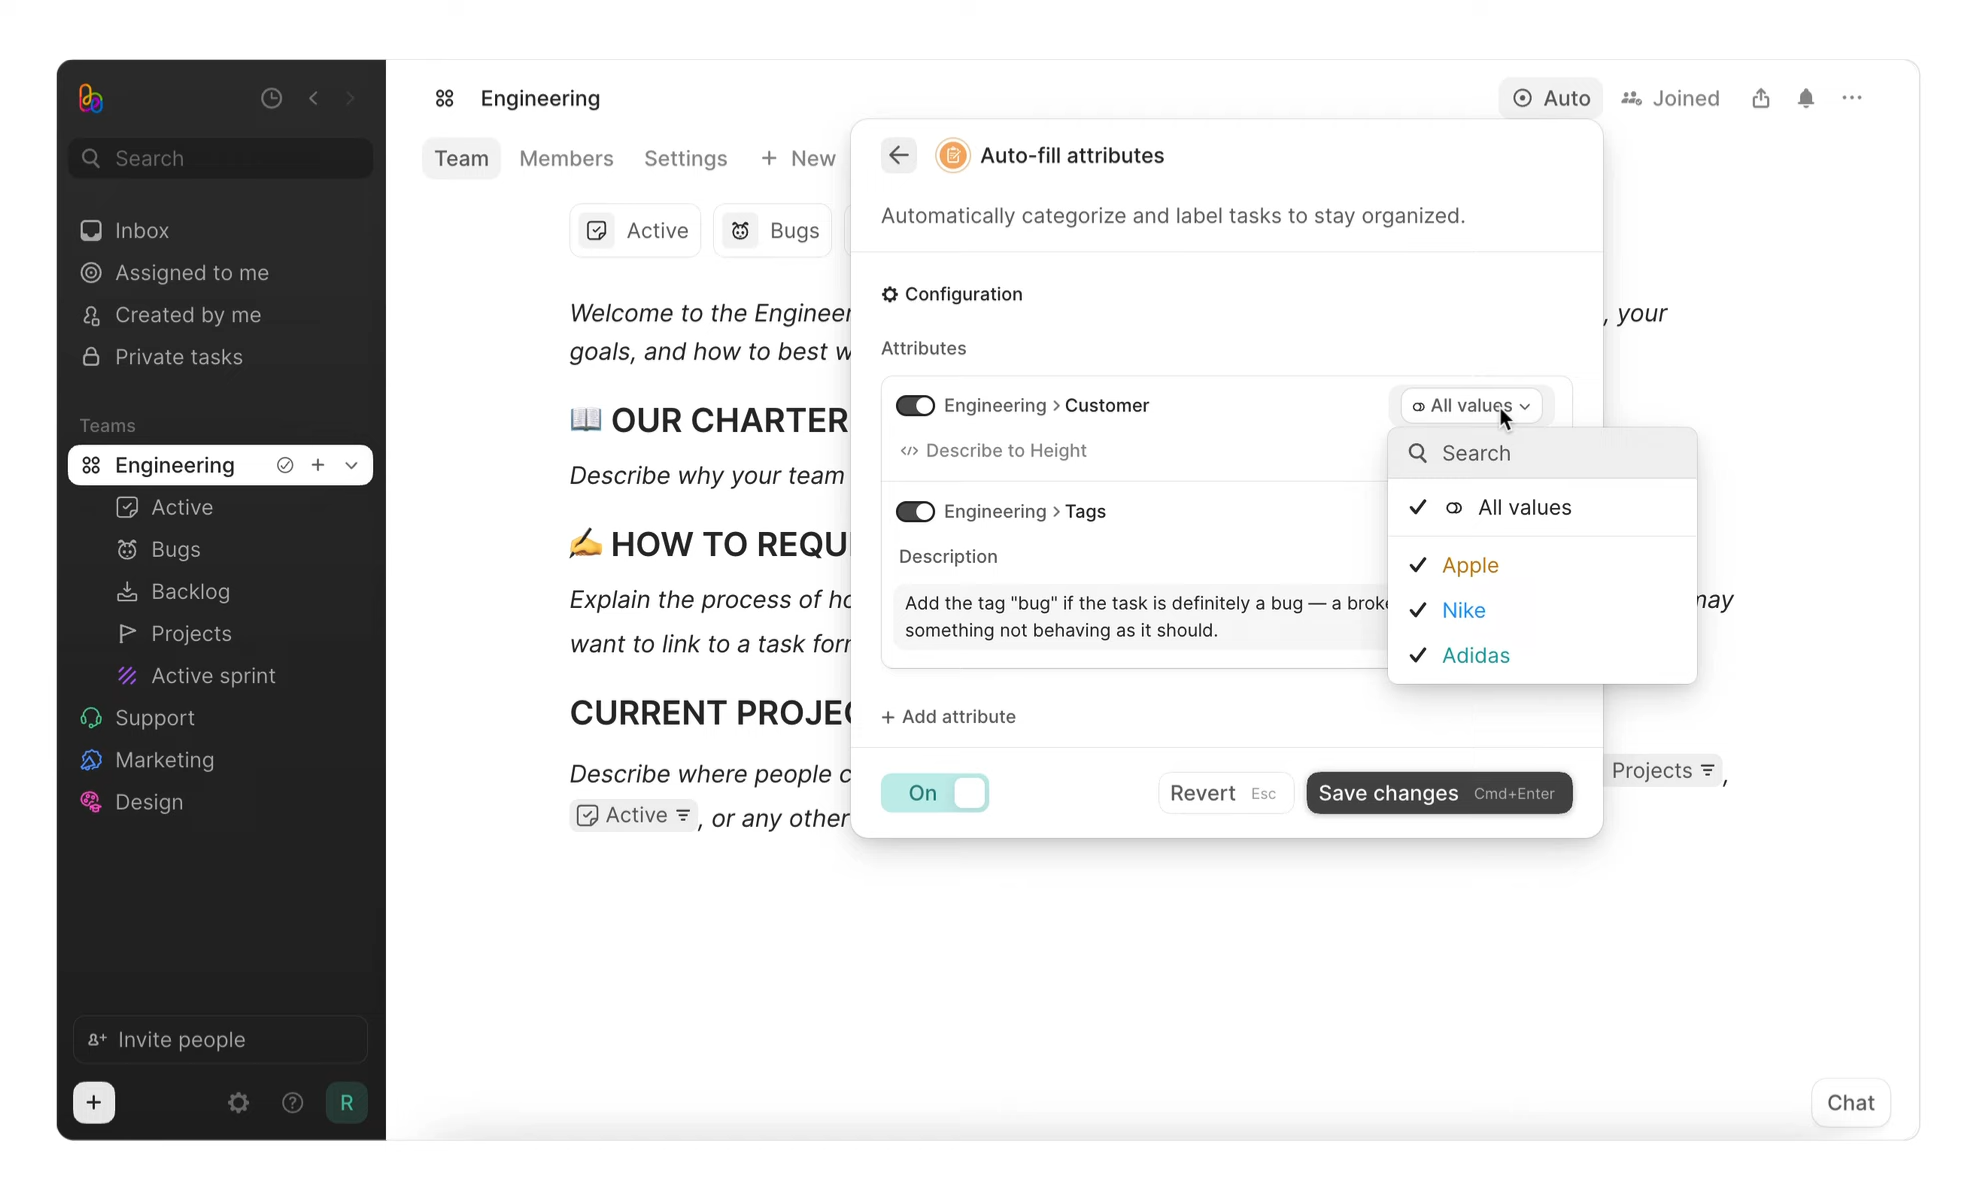 Search
Inbox
Assigned to me
Created by me
Private tasks
Teams
Engineering
Active
Bugs
Backlog
Projects
Active sprint
Support
Marketing
Design
Invite people
R
Engineering
Auto
Joined
Team
Members
Settings
+ New
Active
Bugs
Welcome to the Engineer
, your
goals, and how to best w
📖 OUR CHARTER
Describe why your team
✍️ HOW TO REQU
Explain the process of ho
may
want to link to a task for
CURRENT PROJEC
Describe where people c
Projects
,
Active , or any other
Auto-fill attributes
Automatically categorize and label tasks to stay organized.
Configuration
Attributes
Engineering > Customer
All values
</> Describe to Height
Engineering > Tags
Description
Add the tag "bug" if the task is definitely a bug — a broke
something not behaving as it should.
+ Add attribute
On
Revert Esc
Save changes Cmd+Enter
Search
All values
Apple
Nike
Adidas
Chat